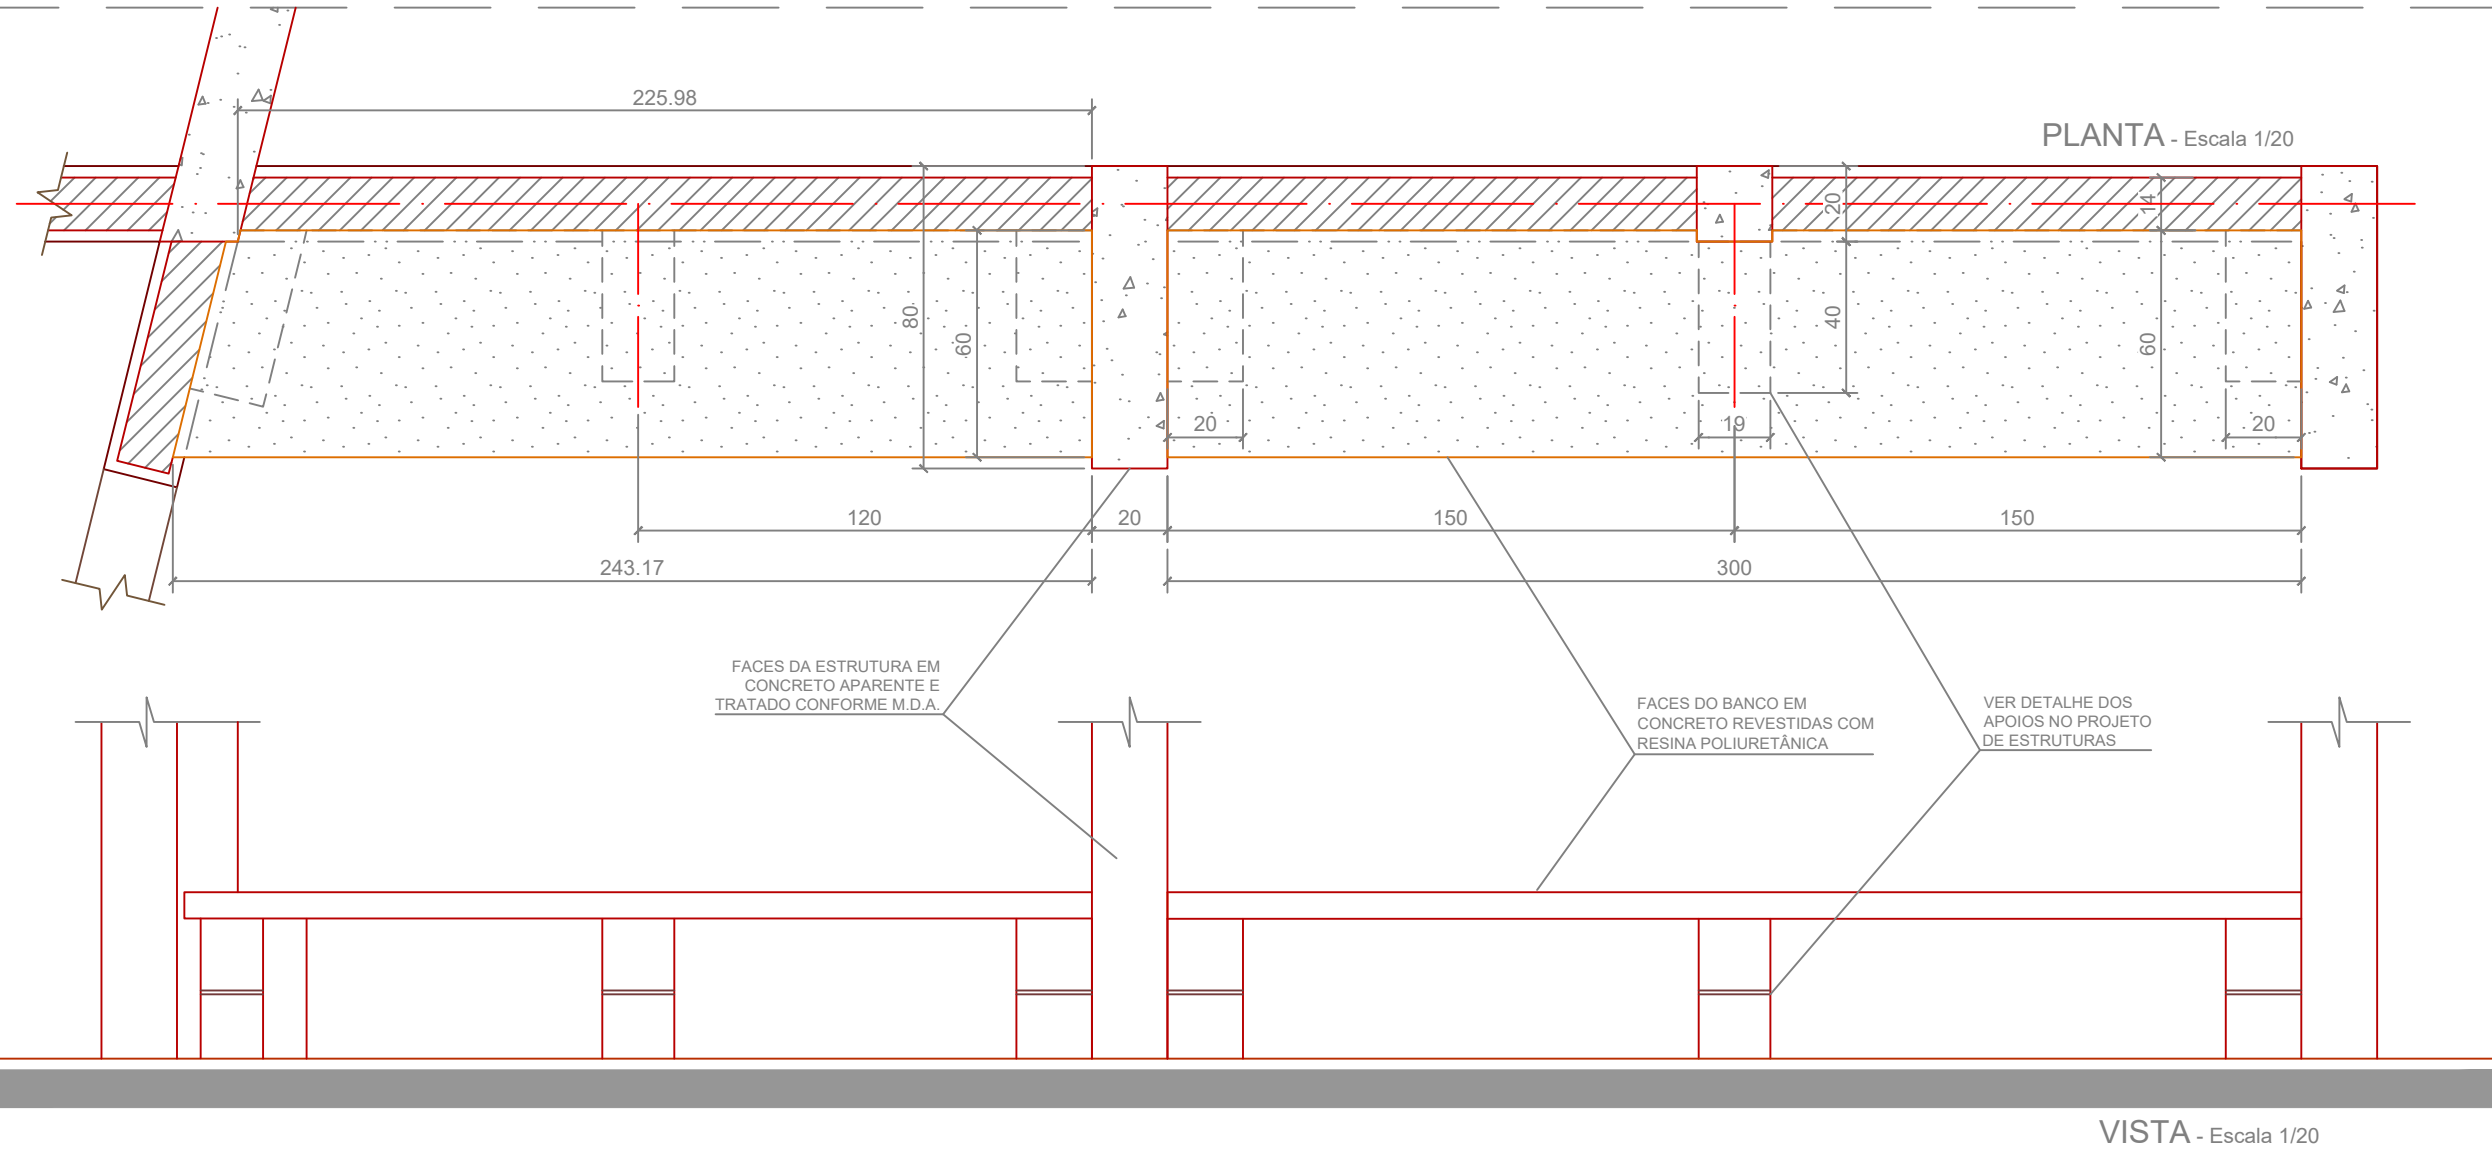 225.98
PLANTA - Escala 1/20
20
14
80
60
40
60
20
19
20
120
20
150
150
243.17
300
FACES DA ESTRUTURA EM
CONCRETO APARENTE E
TRATADO CONFORME M.D.A.
FACES DO BANCO EM
CONCRETO REVESTIDAS COM
RESINA POLIURETÂNICA
VER DETALHE DOS
APOIOS NO PROJETO
DE ESTRUTURAS
VISTA - Escala 1/20